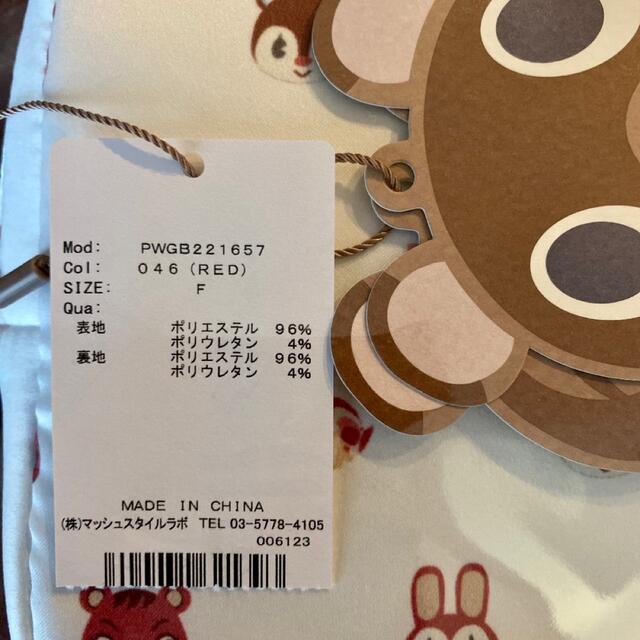 Mod: PWGB221657
Col: 046 (RED)
SIZE: F
Qua:
表地 ポリエステル 96%
ポリウレタン 4%
裏地 ポリエステル 96%
ポリウレタン 4%
MADE IN CHINA
(株)マッシュスタイルラボ TEL 03-5778-4105
006123